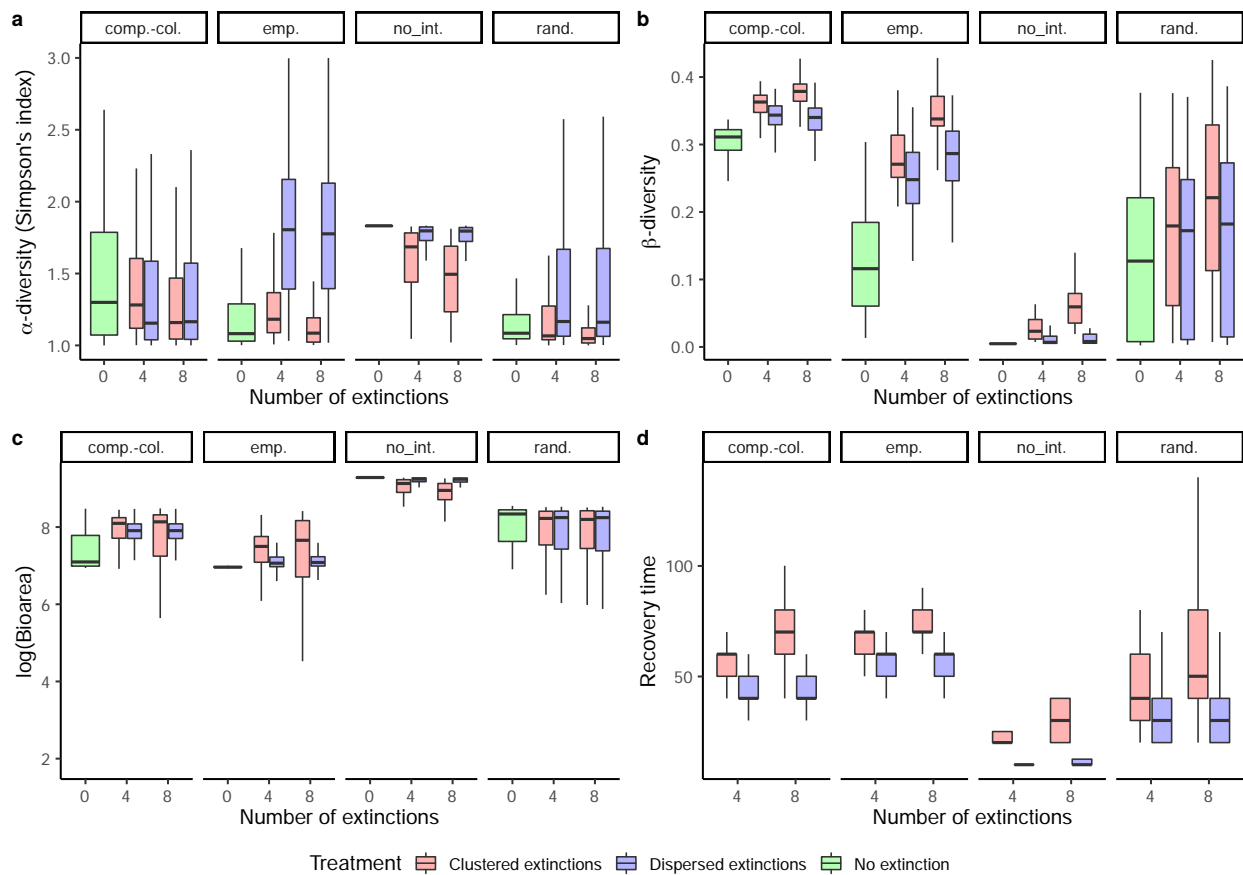 a
comp.-col. emp. no_int. rand.
α-diversity (Simpson's index)
3.0
2.5
2.0
1.5
1.0
0 4 8 0 4 8 0 4 8 0 4 8
Number of extinctions
b
comp.-col. emp. no_int. rand.
β-diversity
0.4
0.3
0.2
0.1
0.0
0 4 8 0 4 8 0 4 8 0 4 8
Number of extinctions
c
comp.-col. emp. no_int. rand.
log(Bioarea)
8
6
4
2
0 4 8 0 4 8 0 4 8 0 4 8
Number of extinctions
d
comp.-col. emp. no_int. rand.
Recovery time
100
50
4 8 4 8 4 8 4 8
Number of extinctions
Treatment Clustered extinctions Dispersed extinctions No extinction